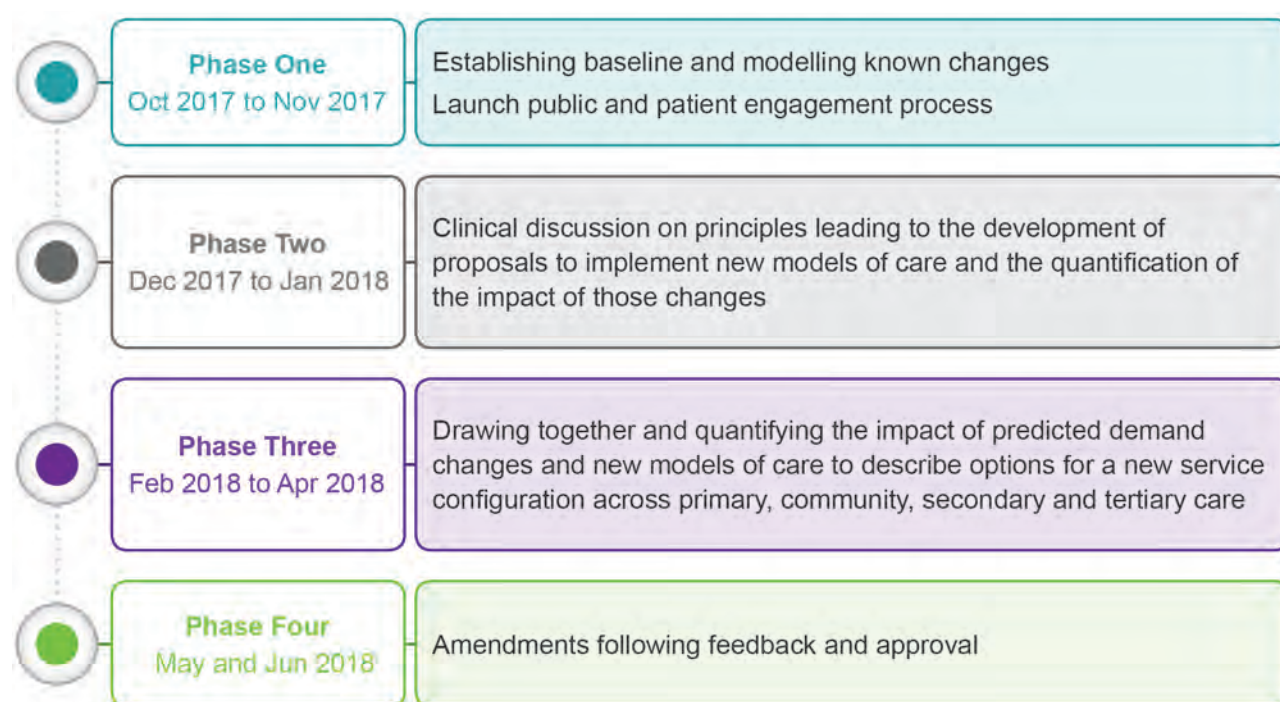 Phase One
Oct 2017 to Nov 2017
Establishing baseline and modelling known changes
Launch public and patient engagement process
Phase Two
Dec 2017 to Jan 2018
Clinical discussion on principles leading to the development of
proposals to implement new models of care and the quantification of
the impact of those changes
Phase Three
Feb 2018 to Apr 2018
Drawing together and quantifying the impact of predicted demand
changes and new models of care to describe options for a new service
configuration across primary, community, secondary and tertiary care
Phase Four
May and Jun 2018
Amendments following feedback and approval